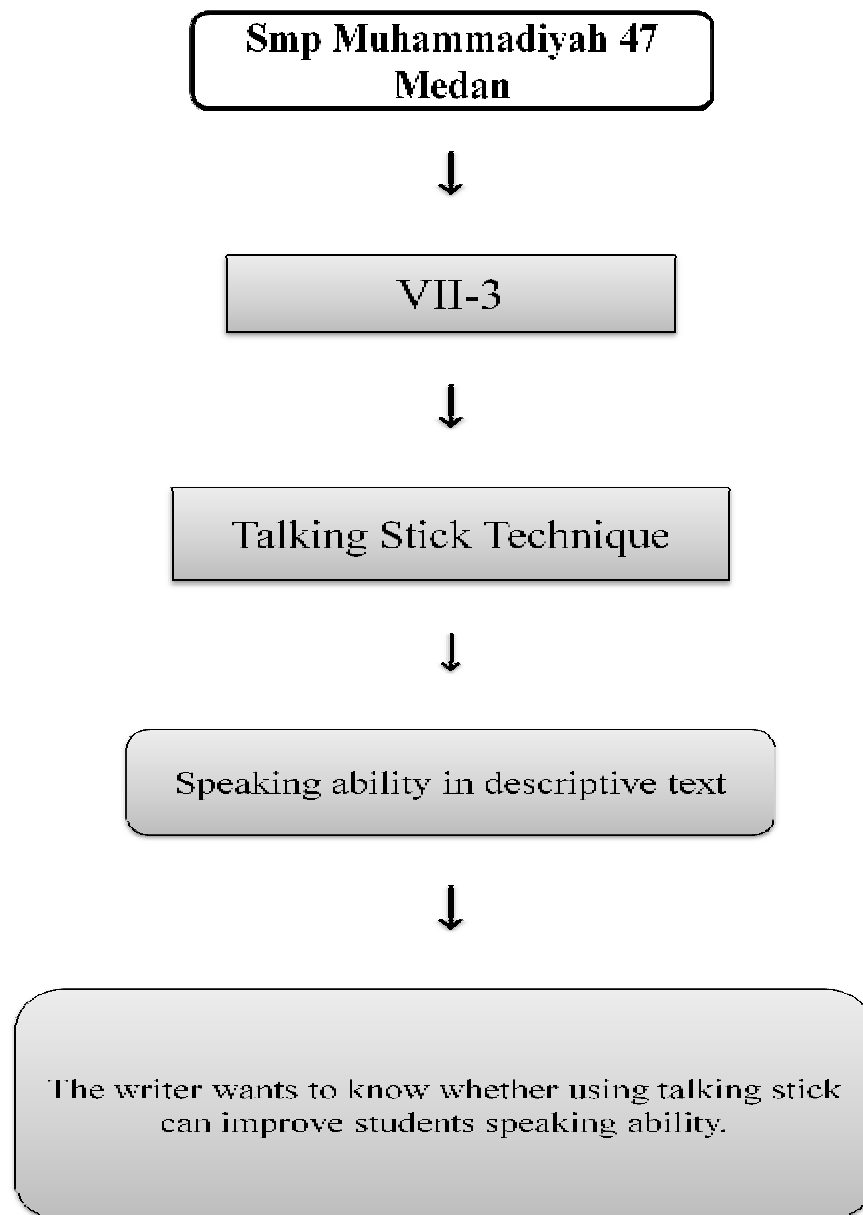 Smp Muhammadiyah 47
Medan
↓
VII-3
↓
Talking Stick Technique
↓
Speaking ability in descriptive text
↓
The writer wants to know whether using talking stick
can improve students speaking ability.